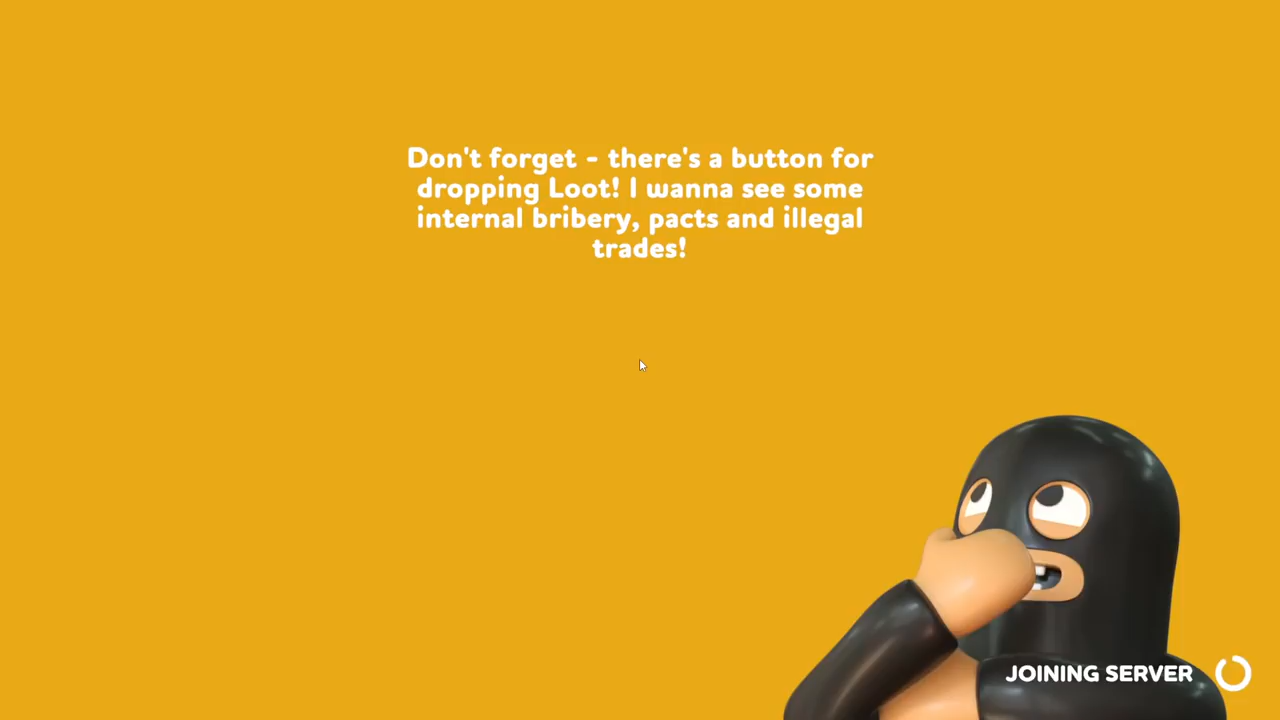 Don't forget - there's a button for
dropping Loot! I wanna see some
internal bribery, pacts and illegal
trades!
JOINING SERVER